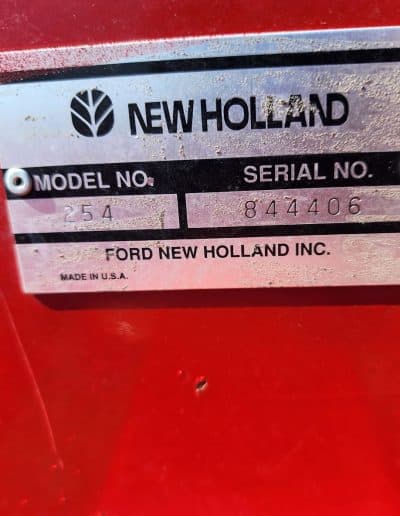 NEW HOLLAND
MODEL NO. SERIAL NO.
254 844406
FORD NEW HOLLAND INC.
MADE IN U.S.A.